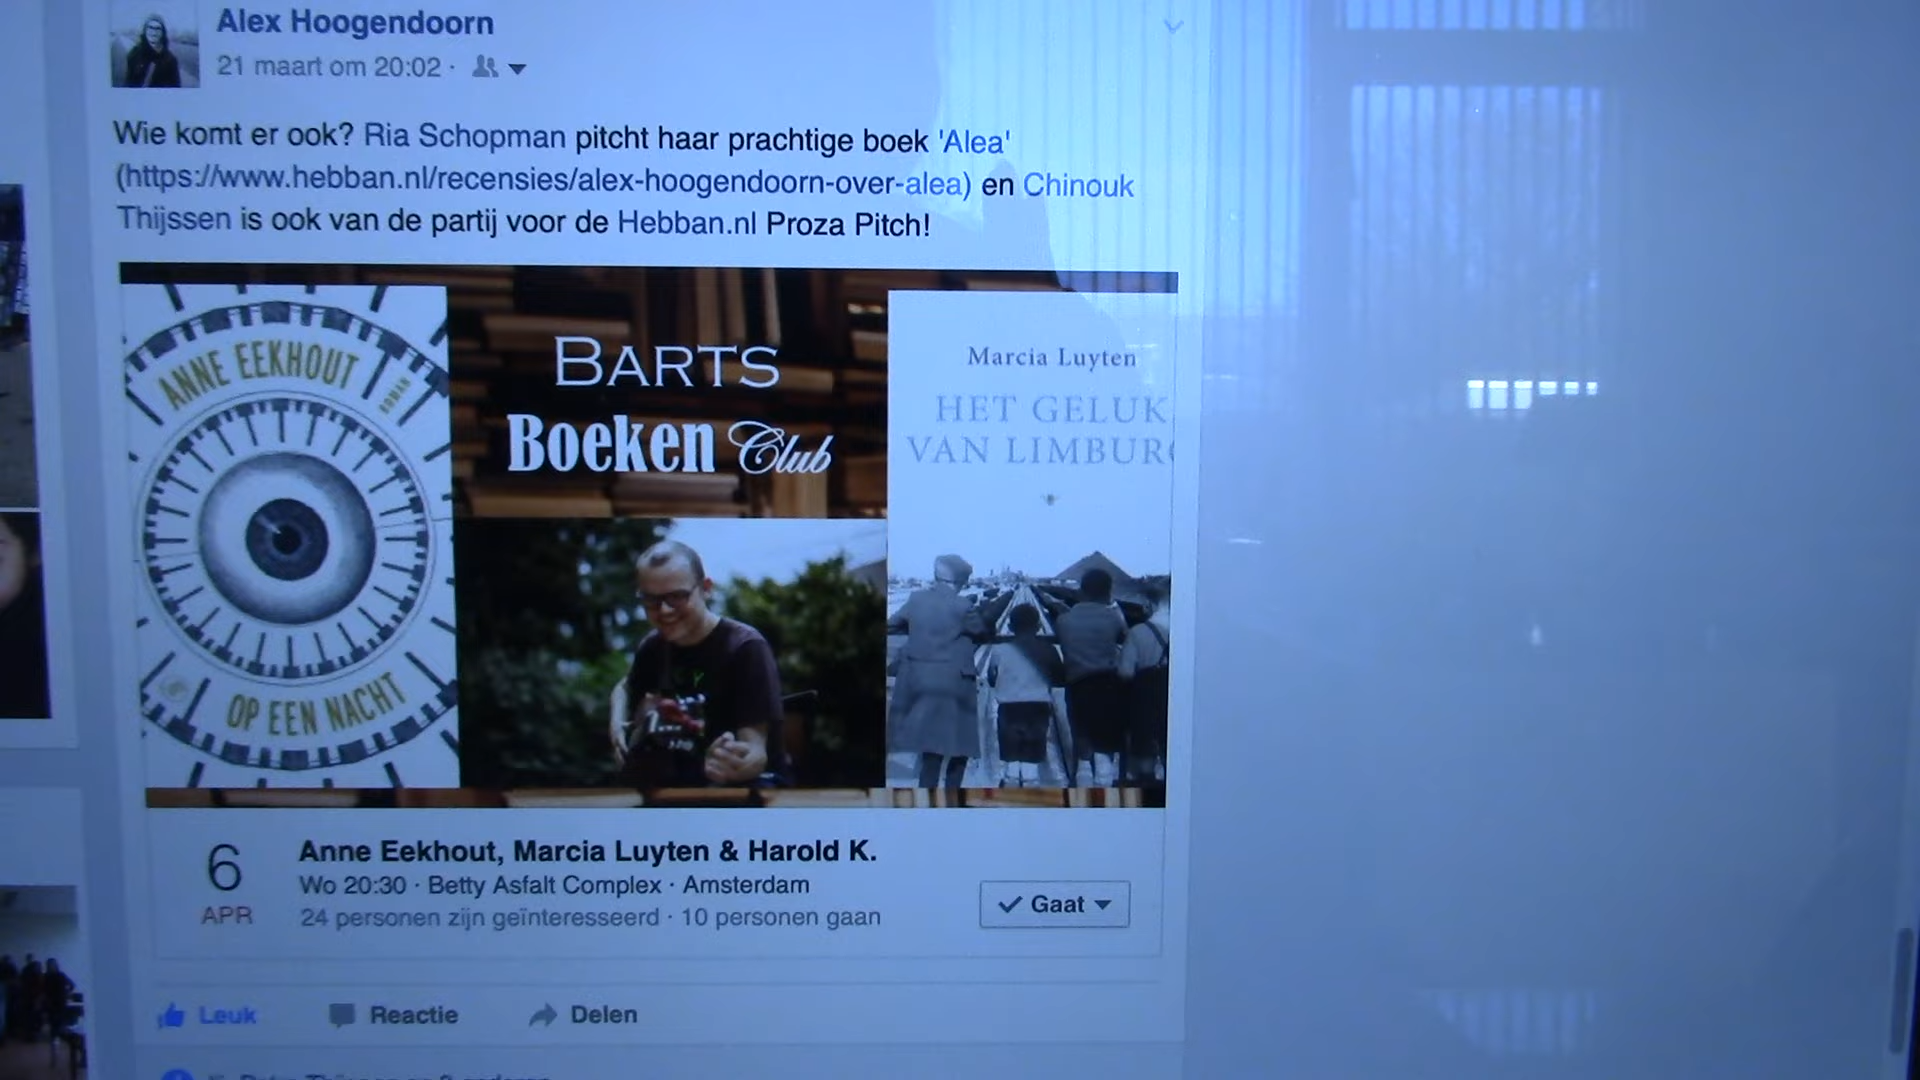 Alex Hoogendoorn
21 maart om 20:02 ·
Wie komt er ook? Ria Schopman pitcht haar prachtige boek 'Alea'
(https://www.hebban.nl/recensies/alex-hoogendoorn-over-alea) en Chinouk
Thijssen is ook van de partij voor de Hebban.nl Proza Pitch!
ANNE EEKHOUT
ROMAN
OP EEN NACHT
BARTS
Boeken Club
Marcia Luyten
HET GELUK
VAN LIMBUR
6
APR
Anne Eekhout, Marcia Luyten & Harold K.
Wo 20:30 · Betty Asfalt Complex · Amsterdam
24 personen zijn geïnteresseerd · 10 personen gaan
Gaat
Leuk Reactie Delen